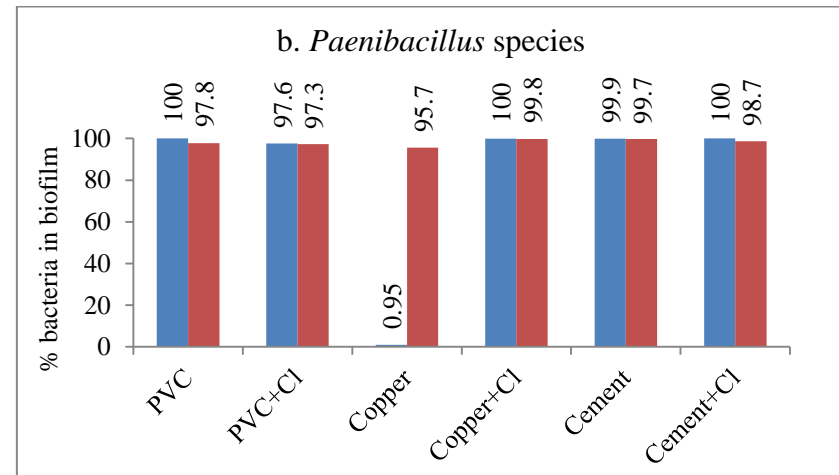 b. Paenibacillus species
% bacteria in biofilm
100
80
60
40
20
0
100
97.8
97.6
97.3
0.95
95.7
100
99.8
99.9
99.7
100
98.7
PVC
PVC+Cl
Copper
Copper+Cl
Cement
Cement+Cl